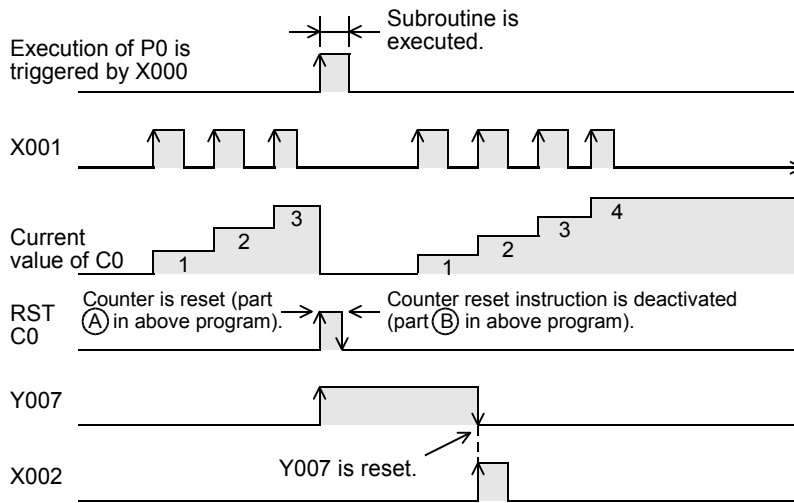 Subroutine is
executed.
Execution of P0 is
triggered by X000
X001
3
4
2
3
2
1
1
Current
value of C0
Counter is reset (part
Ⓐ in above program).
Counter reset instruction is deactivated
(part Ⓑ in above program).
RST
C0
Y007
Y007 is reset.
X002